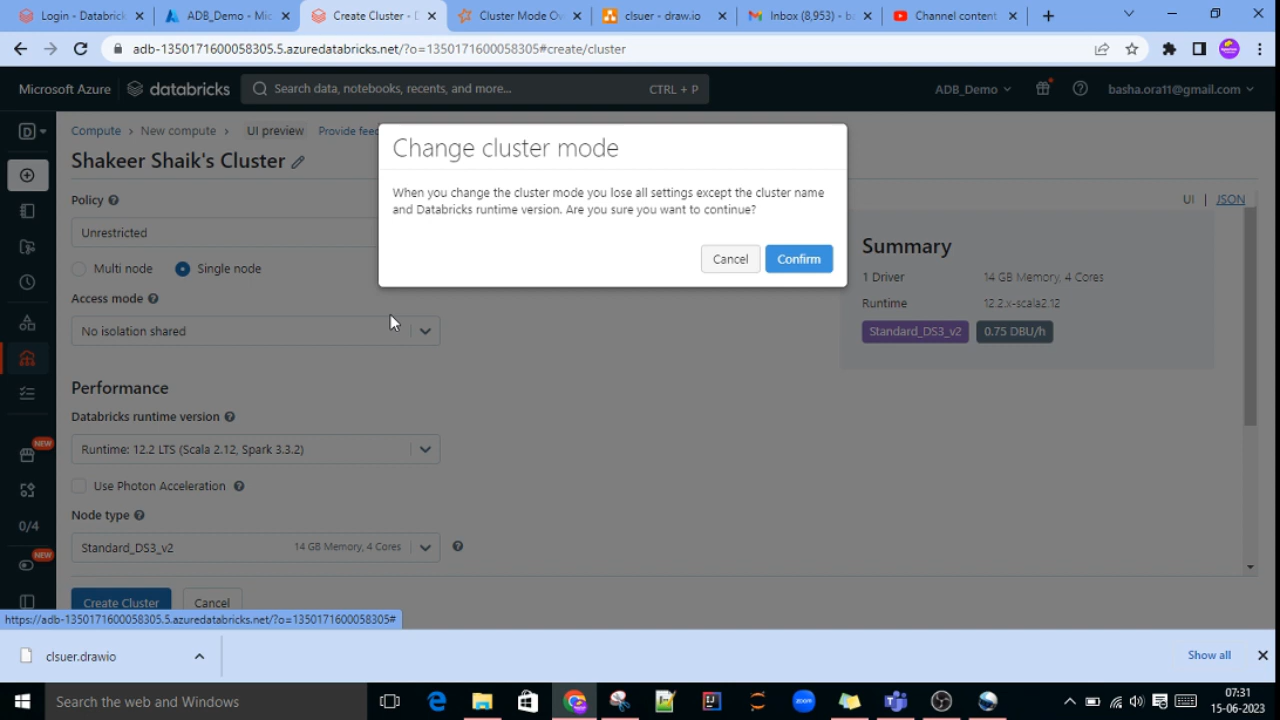 Login - Databrick
ADB_Demo - Mic
Create Cluster - D
Cluster Mode Ov
clsuer - draw.io
Inbox (8,953) - ba
Channel content
adb-1350171600058305.5.azuredatabricks.net/?o=1350171600058305#create/cluster
Microsoft Azure
databricks
Search data, notebooks, recents, and more...
CTRL + P
ADB_Demo
basha.ora11@gmail.com
D
Compute > New compute > UI preview Provide feed
Shakeer Shaik's Cluster
Change cluster mode
When you change the cluster mode you lose all settings except the cluster name
and Databricks runtime version. Are you sure you want to continue?
Cancel
Confirm
Policy
Unrestricted
Multi node
Single node
Access mode
No isolation shared
Performance
Databricks runtime version
Runtime: 12.2 LTS (Scala 2.12, Spark 3.3.2)
Use Photon Acceleration
Node type
Standard_DS3_v2
14 GB Memory, 4 Cores
Create Cluster
Cancel
UI | JSON
Summary
1 Driver
14 GB Memory, 4 Cores
Runtime
12.2.x-scala2.12
Standard_DS3_v2
0.75 DBU/h
NEW
0/4
NEW
https://adb-1350171600058305.5.azuredatabricks.net/?o=1350171600058305#
clsuer.drawio
Show all
Search the web and Windows
zoom
07:31
15-06-2023